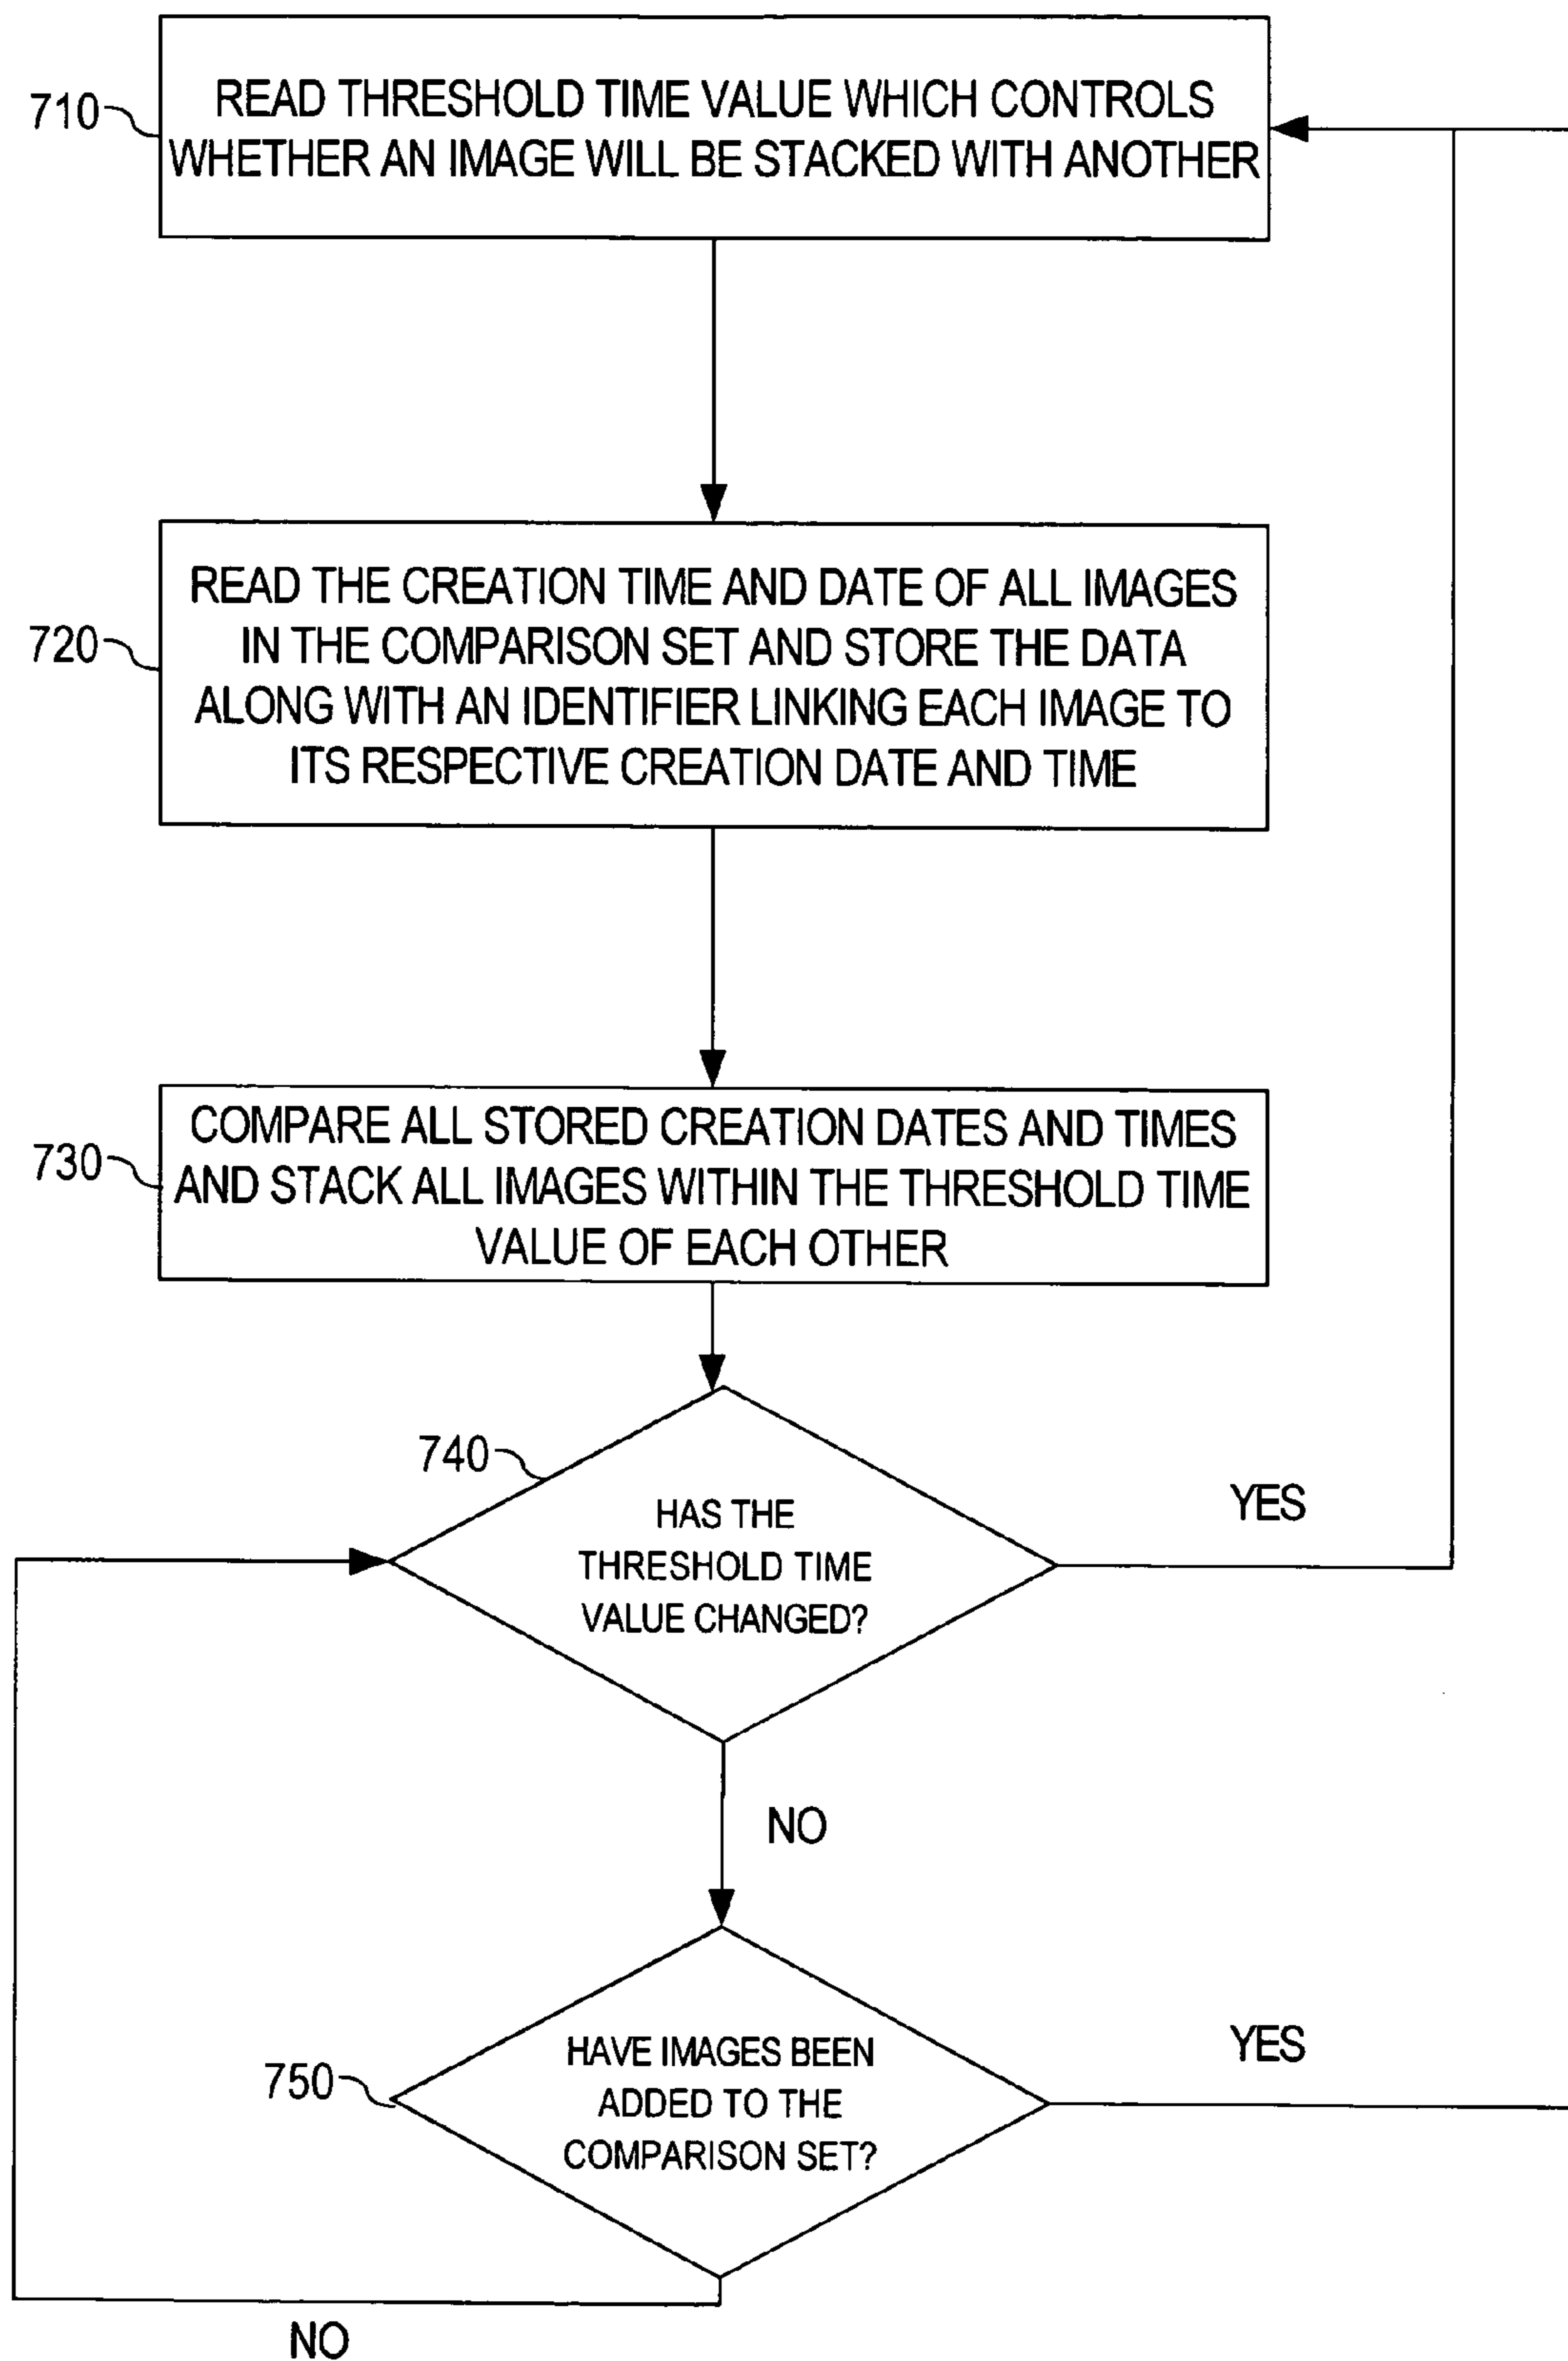 710
READ THRESHOLD TIME VALUE WHICH CONTROLS
WHETHER AN IMAGE WILL BE STACKED WITH ANOTHER
720
READ THE CREATION TIME AND DATE OF ALL IMAGES
IN THE COMPARISON SET AND STORE THE DATA
ALONG WITH AN IDENTIFIER LINKING EACH IMAGE TO
ITS RESPECTIVE CREATION DATE AND TIME
730
COMPARE ALL STORED CREATION DATES AND TIMES
AND STACK ALL IMAGES WITHIN THE THRESHOLD TIME
VALUE OF EACH OTHER
740
HAS THE
THRESHOLD TIME
VALUE CHANGED?
YES
NO
750
HAVE IMAGES BEEN
ADDED TO THE
COMPARISON SET?
YES
NO